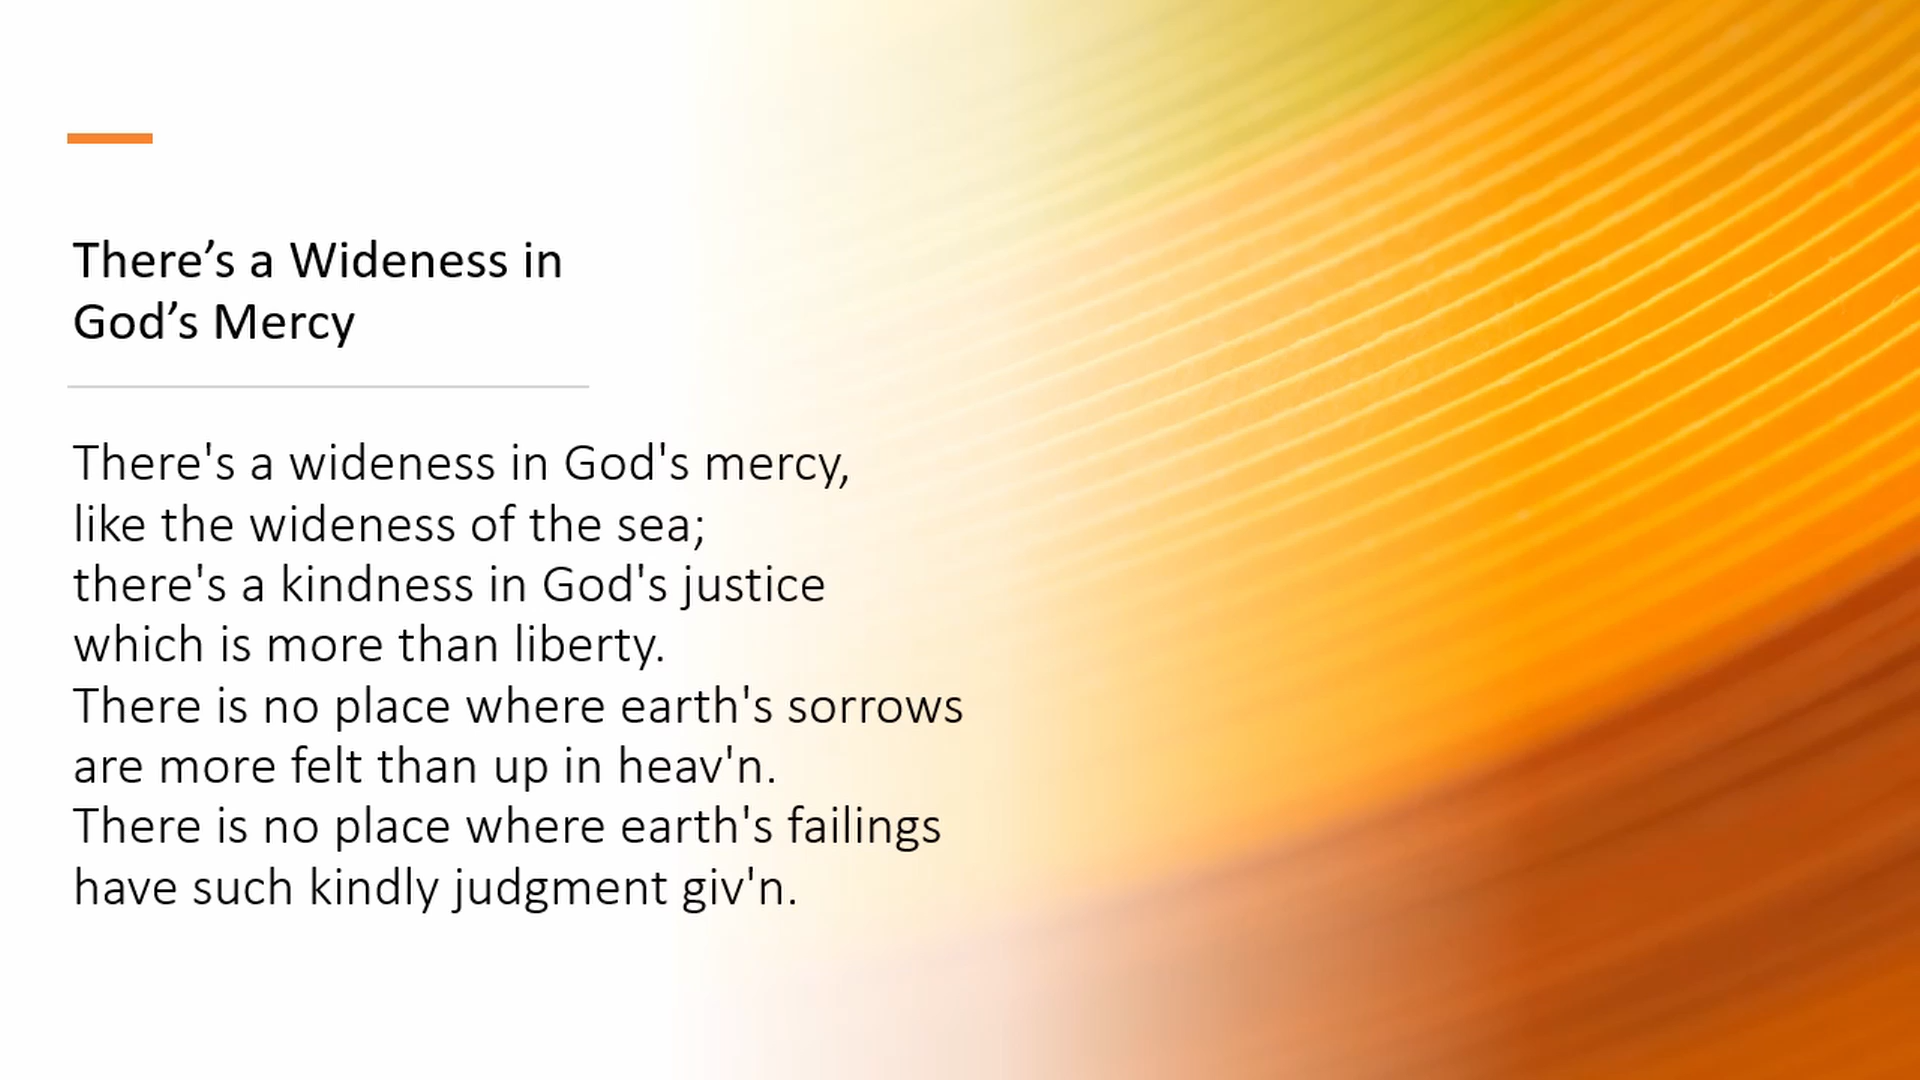 There’s a Wideness in
God’s Mercy
There's a wideness in God's mercy,
like the wideness of the sea;
there's a kindness in God's justice
which is more than liberty.
There is no place where earth's sorrows
are more felt than up in heav'n.
There is no place where earth's failings
have such kindly judgment giv'n.